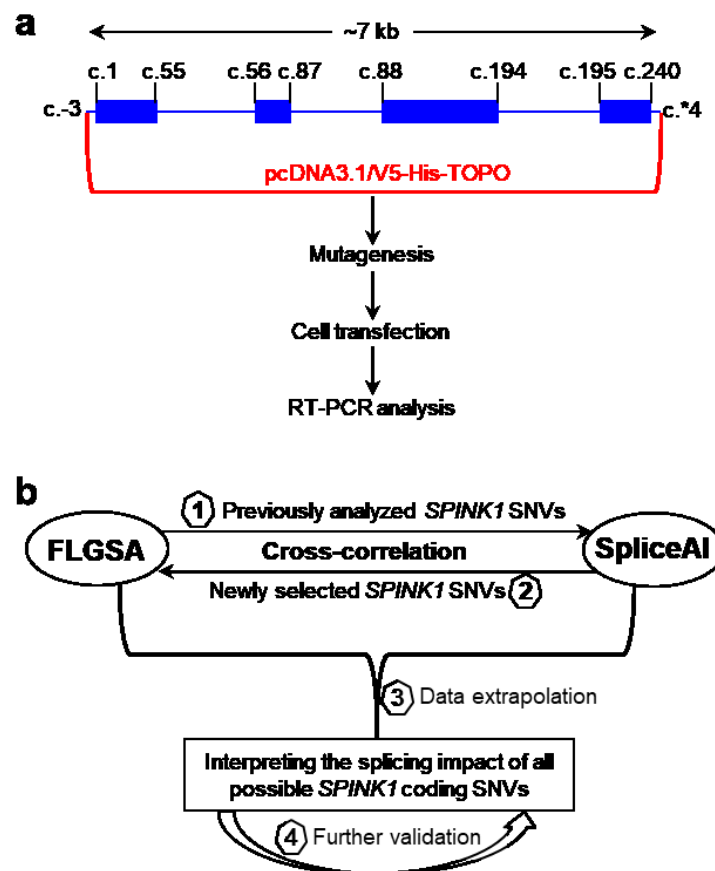 a
~7 kb
c.1 c.55 c.56 c.87 c.88 c.194 c.195 c.240
c.-3 c.*4
pcDNA3.1/V5-His-TOPO
Mutagenesis
Cell transfection
RT-PCR analysis
b
1 Previously analyzed SPINK1 SNVs
FLGSA Cross-correlation SpliceAI
Newly selected SPINK1 SNVs 2
3 Data extrapolation
Interpreting the splicing impact of all
possible SPINK1 coding SNVs
4 Further validation